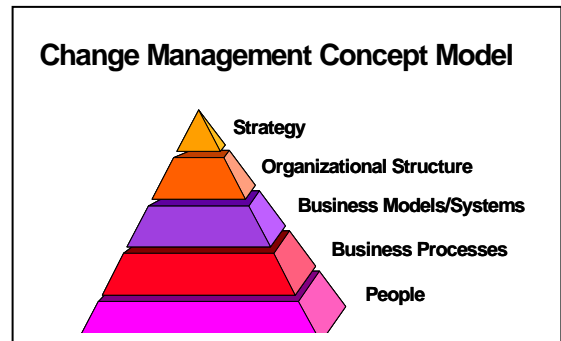 Change Management Concept Model
Strategy
Organizational Structure
Business Models/Systems
Business Processes
People